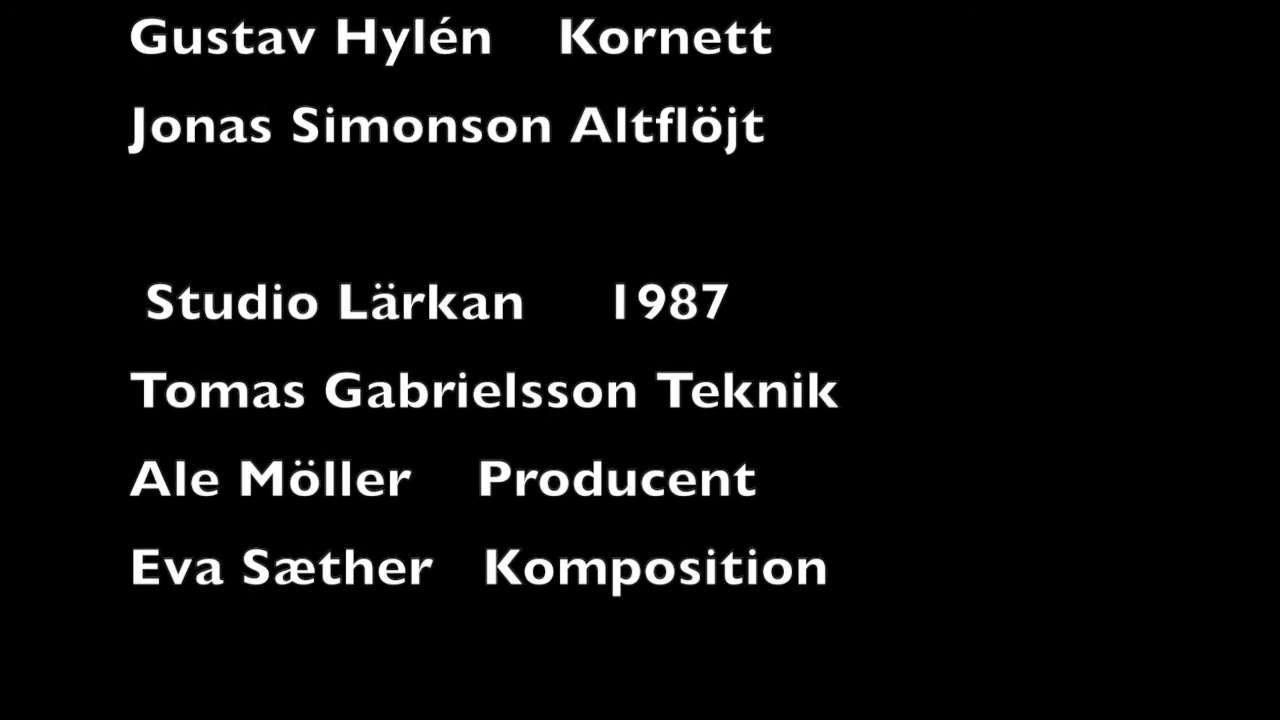 Gustav Hylén Kornett
Jonas Simonson Altflöjt
Studio Lärkan 1987
Tomas Gabrielsson Teknik
Ale Möller Producent
Eva Sæther Komposition